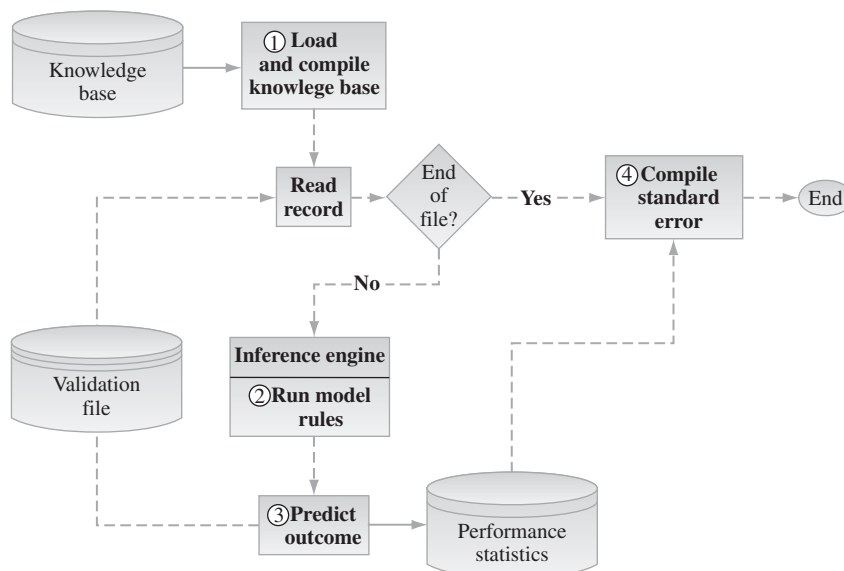 Knowledge
base
① Load
and compile
knowlege base
Read
record
End
of
file?
Yes
④ Compile
standard
error
End
No
Validation
file
Inference engine
② Run model
rules
③ Predict
outcome
Performance
statistics